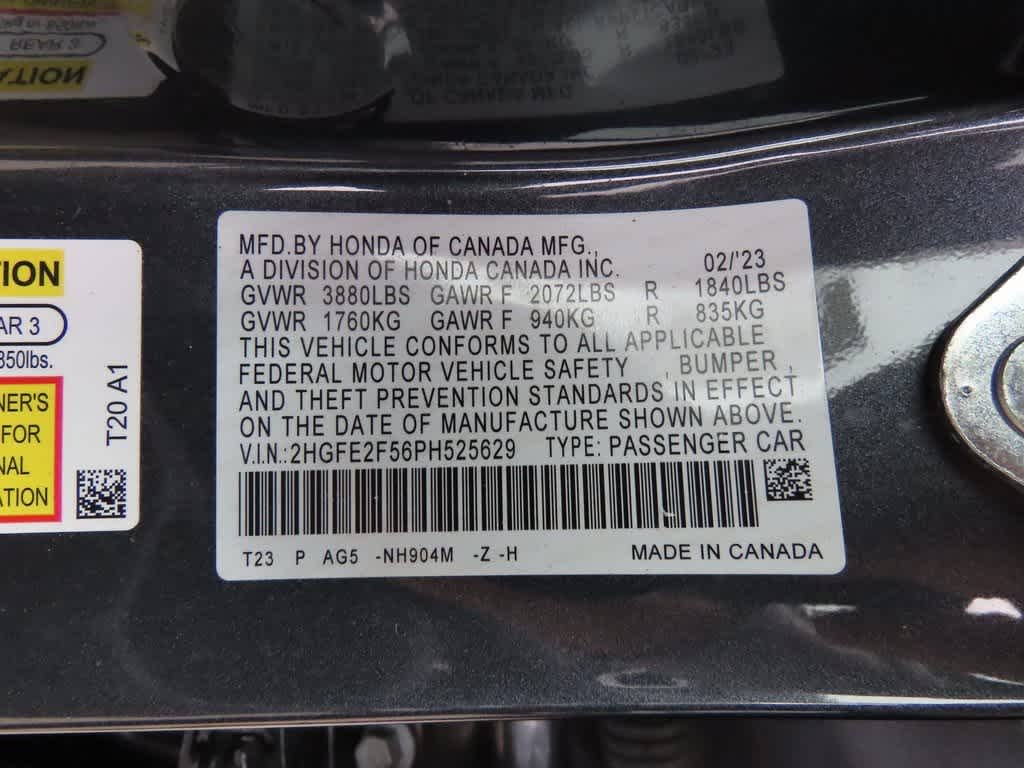 MFD.BY HONDA OF CANADA MFG.,
A DIVISION OF HONDA CANADA INC. 02/'23
GVWR 3880LBS GAWR F 2072LBS R 1840LBS
GVWR 1760KG GAWR F 940KG R 835KG
THIS VEHICLE CONFORMS TO ALL APPLICABLE
FEDERAL MOTOR VEHICLE SAFETY , BUMPER ,
AND THEFT PREVENTION STANDARDS IN EFFECT
ON THE DATE OF MANUFACTURE SHOWN ABOVE.
V.I.N.:2HGFE2F56PH525629 TYPE: PASSENGER CAR
T23 P AG5 -NH904M -Z -H MADE IN CANADA
TION
AR 3
850lbs.
NER'S
FOR
NAL
ATION
T20 A1